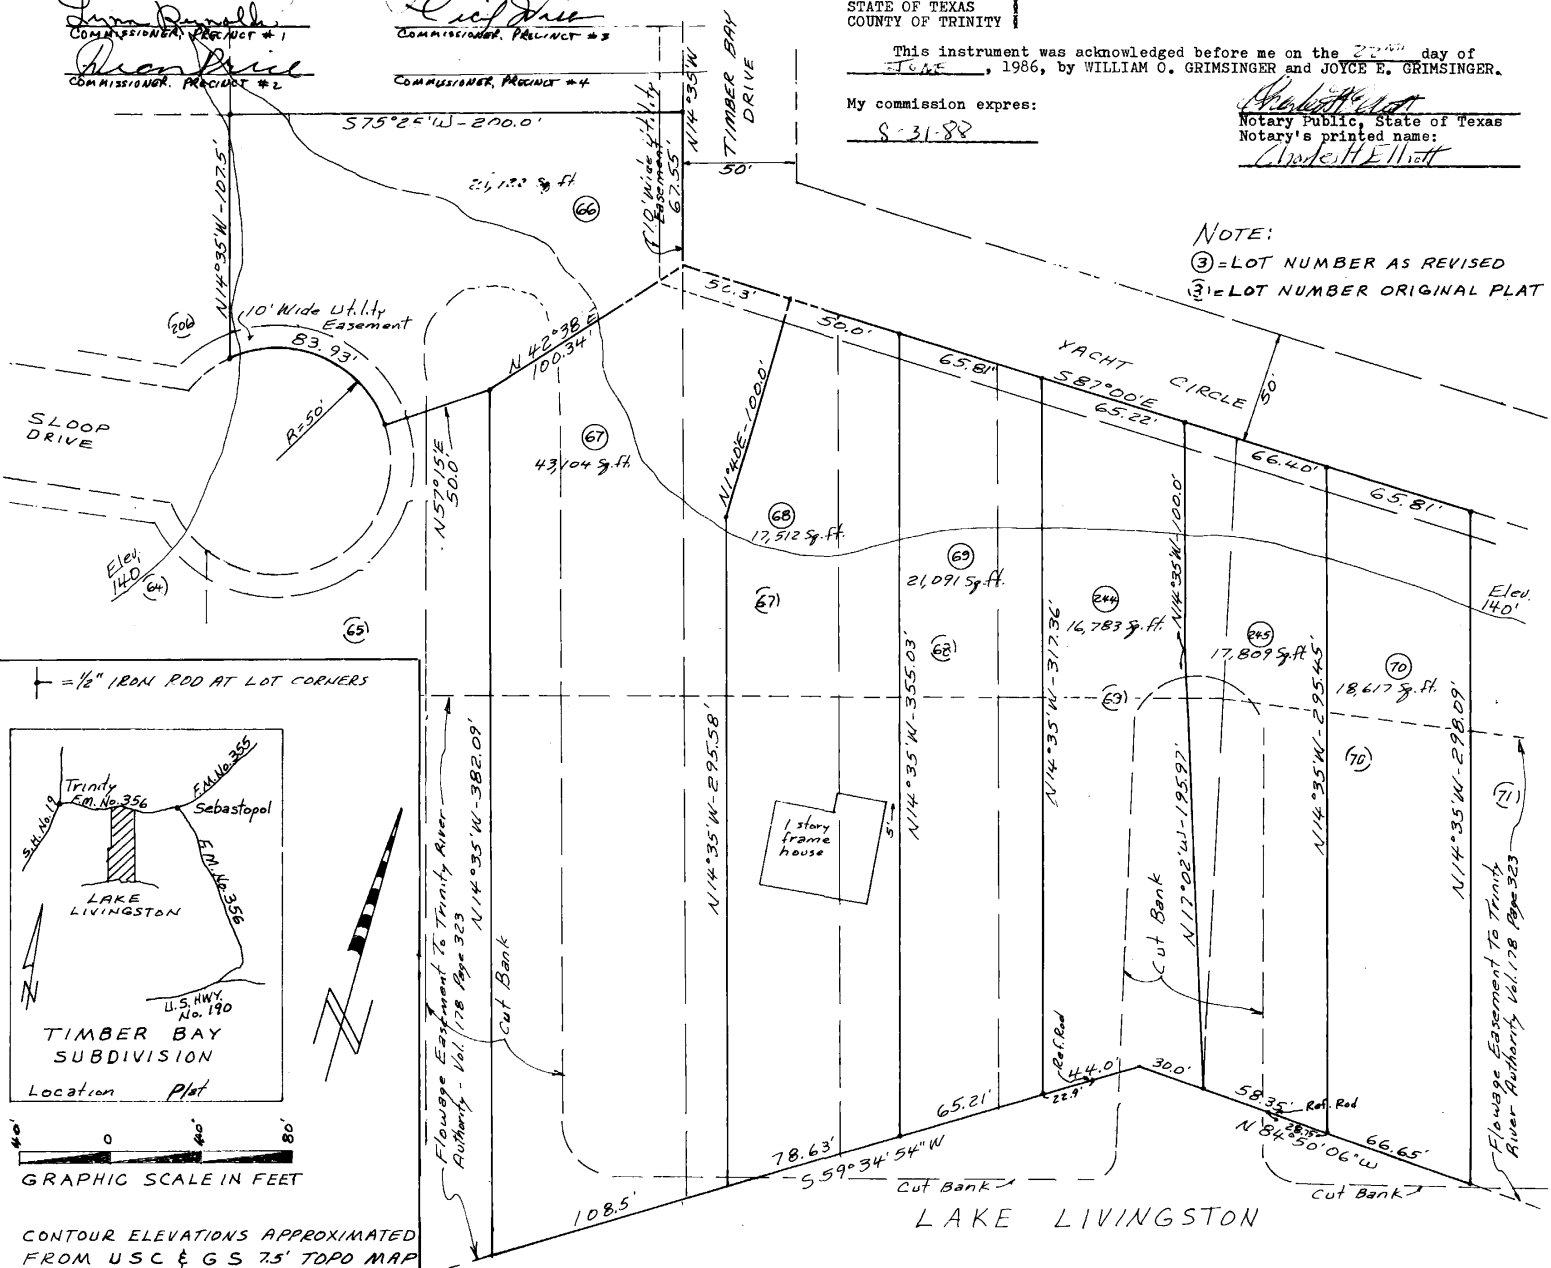 Lynn Reynolds
COMMISSIONER, PRECINCT #1
COMMISSIONER, PRECINCT #3
COMMISSIONER, PRECINCT #2
COMMISSIONER, PRECINCT #4
STATE OF TEXAS
COUNTY OF TRINITY
This instrument was acknowledged before me on the 22ND day of
JUNE, 1986, by WILLIAM O. GRIMSINGER and JOYCE E. GRIMSINGER.
My commission expres:
8-31-88
Notary Public, State of Texas
Notary's printed name:
Charles H Elliott
NOTE:
(3) = LOT NUMBER AS REVISED
(3) = LOT NUMBER ORIGINAL PLAT
TIMBER BAY
DRIVE
N14°35'W
67.55'
10' Wide Utility
Easement
50'
S75°25'W-200.0'
N14°35'W-107.5'
Sq. ft.
66
206
10' Wide Utility
Easement
83.93'
R=50'
SLOOP
DRIVE
Elev.
140
64
65
N57°15'E
50.0'
N 42°38'E
100.34'
67
43,104 Sq. ft.
50.0'
65.81'
YACHT CIRCLE
S87°00'E
65.22'
50'
66.40'
65.81'
N1°40'E-100.0'
68
17,512 Sq. ft.
67
69
21,091 Sq. ft.
68
244
16,783 Sq. ft.
69
N14°35'W-100.0'
245
17,809 Sq. ft.
70
18,617 Sq. ft.
70
71
Elev.
140'
N14°35'W-382.09'
N14°35'W-295.58'
N14°35'W-355.03'
N14°35'W-317.36'
N17°02'W-195.97'
N14°35'W-295.45'
N14°35'W-298.09'
1 story
frame
house
5'
Flowage Easement To Trinity River
Authority - Vol. 178 Page 323
Cut Bank
Cut Bank
Flowage Easement To Trinity
River Authority Vol. 178 Page 323
Ref. Rod
44.0'
22.9'
30.0'
58.35'
Ref. Rod
28.75'
N 84°50'06"W
66.65'
65.21'
78.63'
S 59°34'54"W
108.5'
Cut Bank
Cut Bank
LAKE LIVINGSTON
= 1/2" IRON ROD AT LOT CORNERS
Trinity
F.M. No. 356
F.M. No. 355
Sebastopol
S.H. No. 19
F.M. No. 356
LAKE
LIVINGSTON
N
U.S. HWY.
No. 190
TIMBER BAY
SUBDIVISION
Location Plat
N
40' 0 40' 80'
GRAPHIC SCALE IN FEET
CONTOUR ELEVATIONS APPROXIMATED
FROM USC & GS 7.5' TOPO MAP